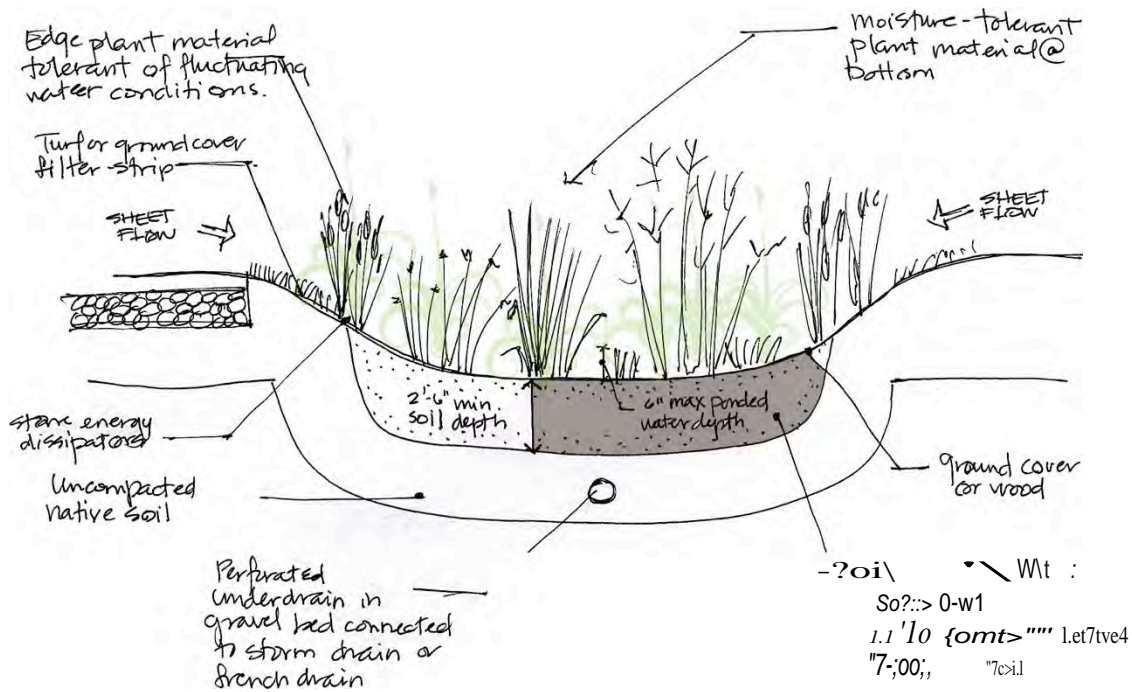 Edge plant material
tolerant of fluctuating
water conditions.
moisture-tolerant
plant material @
bottom
Turf or ground cover
filter strip
SHEET
FLOW
SHEET
FLOW
2'-6" min.
soil depth
6" max ponded
water depth
stone energy
dissipators
ground cover
or wood
Uncompacted
native soil
Perforated
underdrain in
gravel bed connected
to storm drain or
french drain